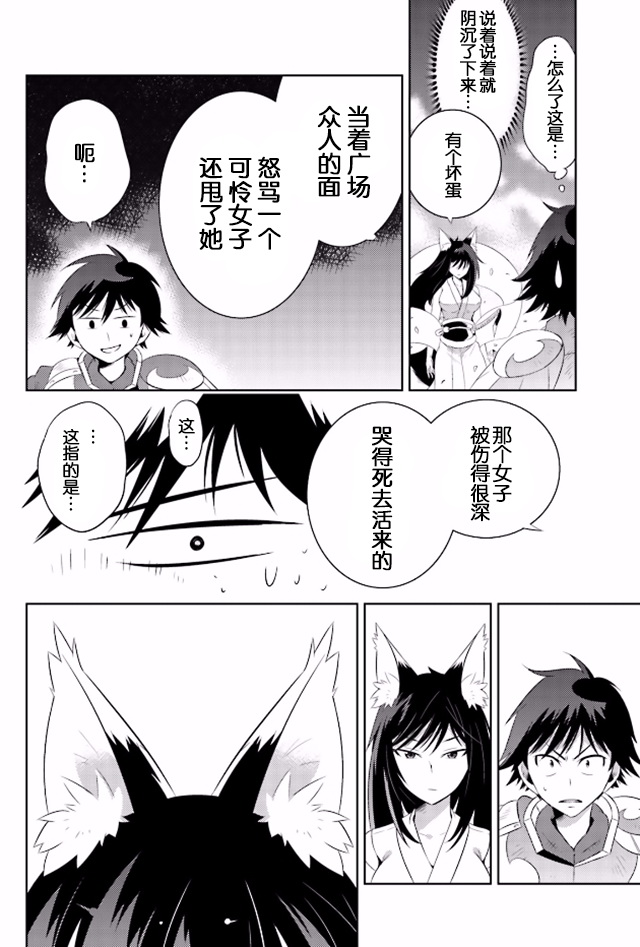 …怎么了这是…
说着说着就
阴沉了下来…
有个坏蛋
当着广场
众人的面
怒骂一个
可怜女子
还甩了她
呃…
那个女子
被伤得很深
哭得死去活来的
这…
…
这指的是…